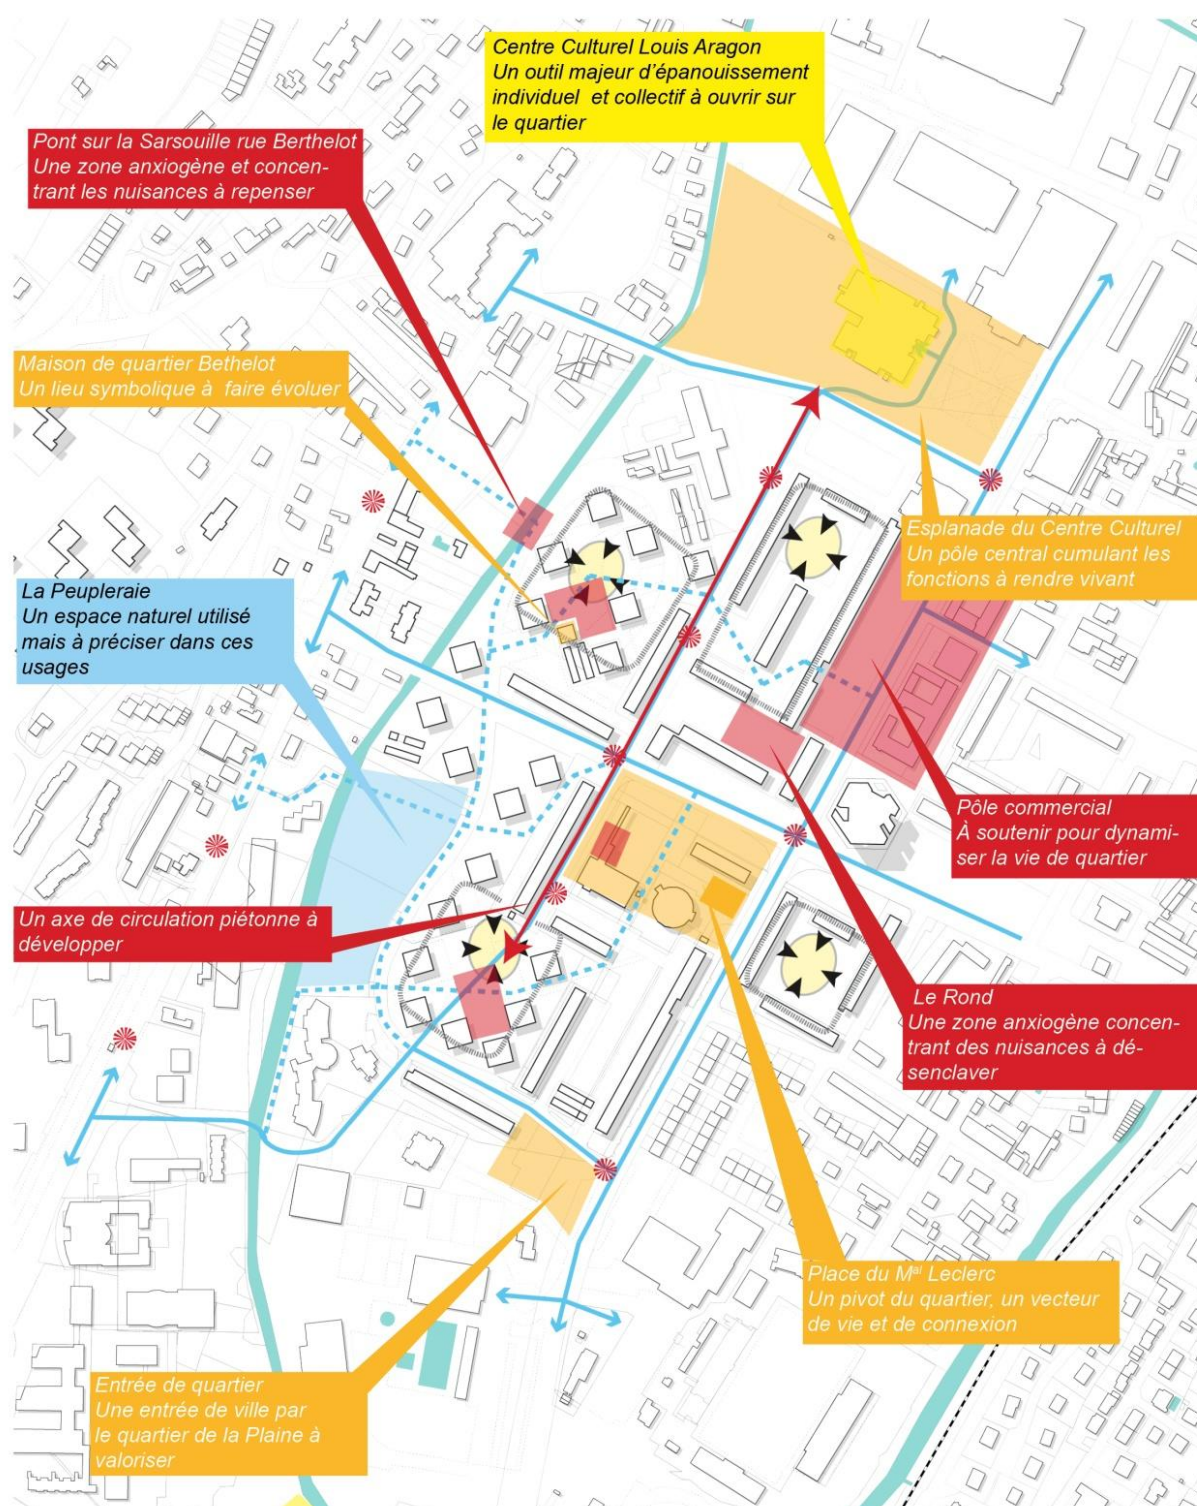 Centre Culturel Louis Aragon
Un outil majeur d'épanouissement
individuel et collectif à ouvrir sur
le quartier
Pont sur la Sarsouille rue Berthelot
Une zone anxiogène et concen-
trant les nuisances à repenser
Maison de quartier Bethelot
Un lieu symbolique à faire évoluer
Esplanade du Centre Culturel
Un pôle central cumulant les
fonctions à rendre vivant
La Peupleraie
Un espace naturel utilisé
mais à préciser dans ces
usages
Pôle commercial
À soutenir pour dynami-
ser la vie de quartier
Un axe de circulation piétonne à
développer
Le Rond
Une zone anxiogène concen-
trant des nuisances à dé-
senclaver
Place du Mal Leclerc
Un pivot du quartier, un vecteur
de vie et de connexion
Entrée de quartier
Une entrée de ville par
le quartier de la Plaine à
valoriser